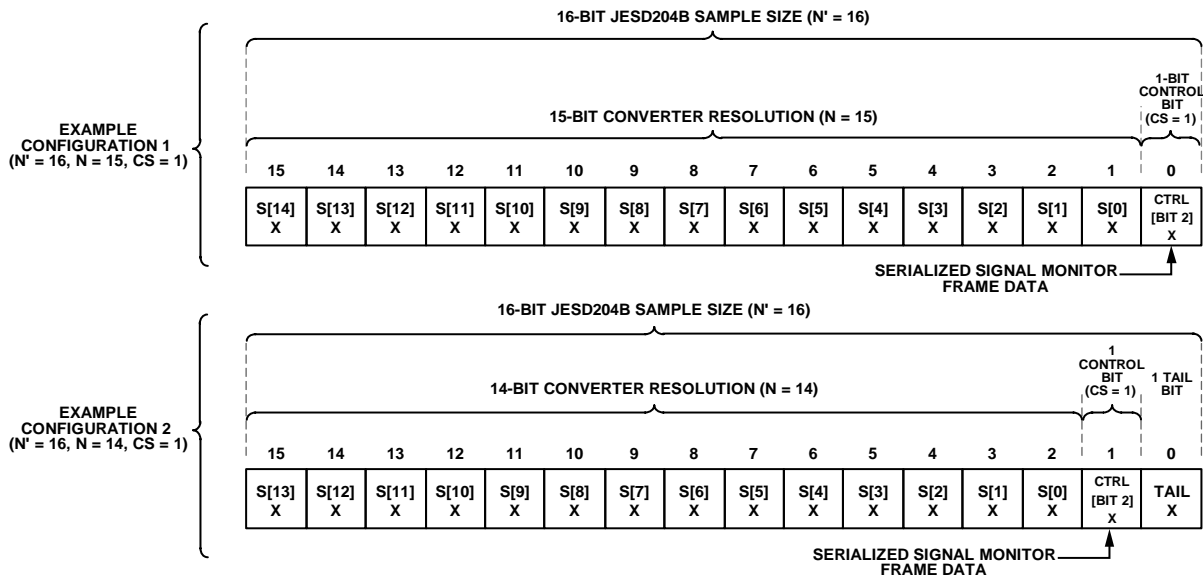 16-BIT JESD204B SAMPLE SIZE (N' = 16)
1-BIT
CONTROL
BIT
(CS = 1)
15-BIT CONVERTER RESOLUTION (N = 15)
EXAMPLE
CONFIGURATION 1
(N' = 16, N = 15, CS = 1)
15 14 13 12 11 10 9 8 7 6 5 4 3 2 1 0
S[14] S[13] S[12] S[11] S[10] S[9] S[8] S[7] S[6] S[5] S[4] S[3] S[2] S[1] S[0] CTRL
[BIT 2]
X X X X X X X X X X X X X X X X
SERIALIZED SIGNAL MONITOR
FRAME DATA
16-BIT JESD204B SAMPLE SIZE (N' = 16)
1
CONTROL
BIT
(CS = 1)
1 TAIL
BIT
14-BIT CONVERTER RESOLUTION (N = 14)
EXAMPLE
CONFIGURATION 2
(N' = 16, N = 14, CS = 1)
15 14 13 12 11 10 9 8 7 6 5 4 3 2 1 0
S[13] S[12] S[11] S[10] S[9] S[8] S[7] S[6] S[5] S[4] S[3] S[2] S[1] S[0] CTRL TAIL
[BIT 2]
X X X X X X X X X X X X X X X X
SERIALIZED SIGNAL MONITOR
FRAME DATA